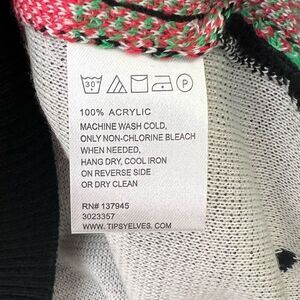 30
P
100% ACRYLIC
MACHINE WASH COLD,
ONLY NON-CHLORINE BLEACH
WHEN NEEDED,
HANG DRY, COOL IRON
ON REVERSE SIDE
OR DRY CLEAN
RN# 137945
3023357
WWW.TIPSYELVES.COM